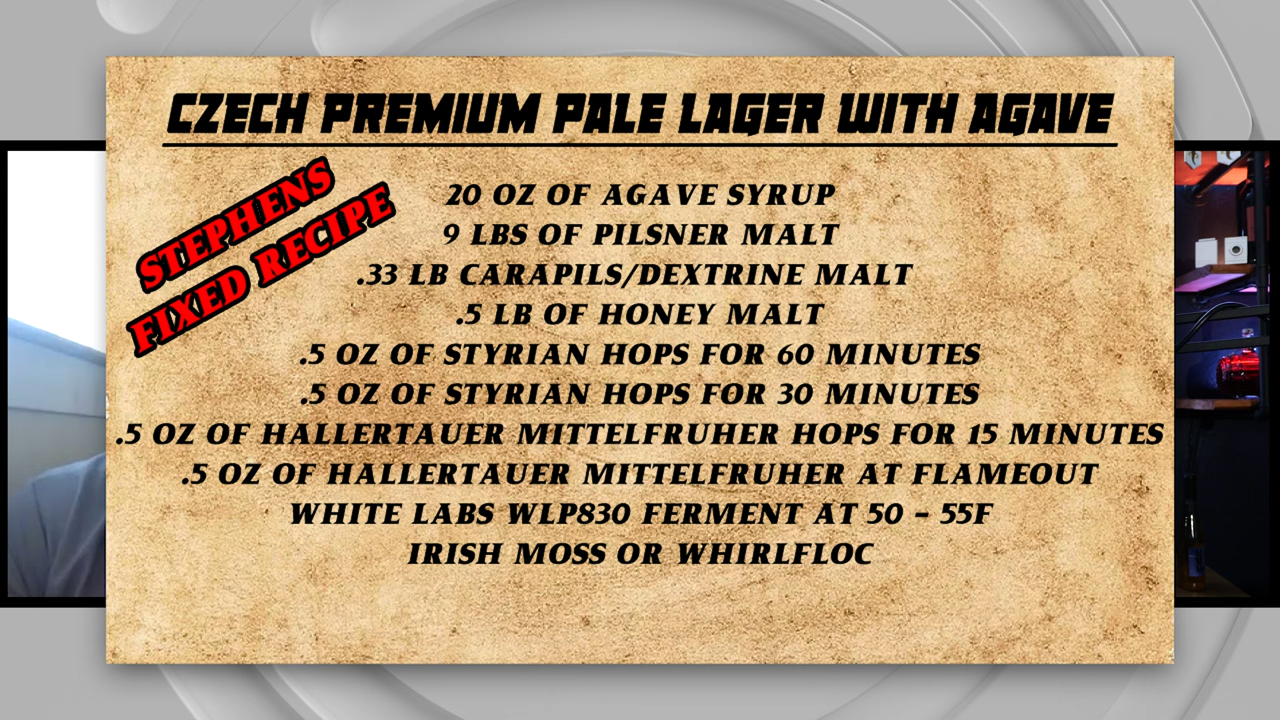 CZECH PREMIUM PALE LAGER WITH AGAVE
STEPHENS
FIXED RECIPE
20 OZ OF AGAVE SYRUP
9 LBS OF PILSNER MALT
.33 LB CARAPILS/DEXTRINE MALT
.5 LB OF HONEY MALT
.5 OZ OF STYRIAN HOPS FOR 60 MINUTES
.5 OZ OF STYRIAN HOPS FOR 30 MINUTES
.5 OZ OF HALLERTAUER MITTELFRUHER HOPS FOR 15 MINUTES
.5 OZ OF HALLERTAUER MITTELFRUHER AT FLAMEOUT
WHITE LABS WLP830 FERMENT AT 50 - 55F
IRISH MOSS OR WHIRLFLOC